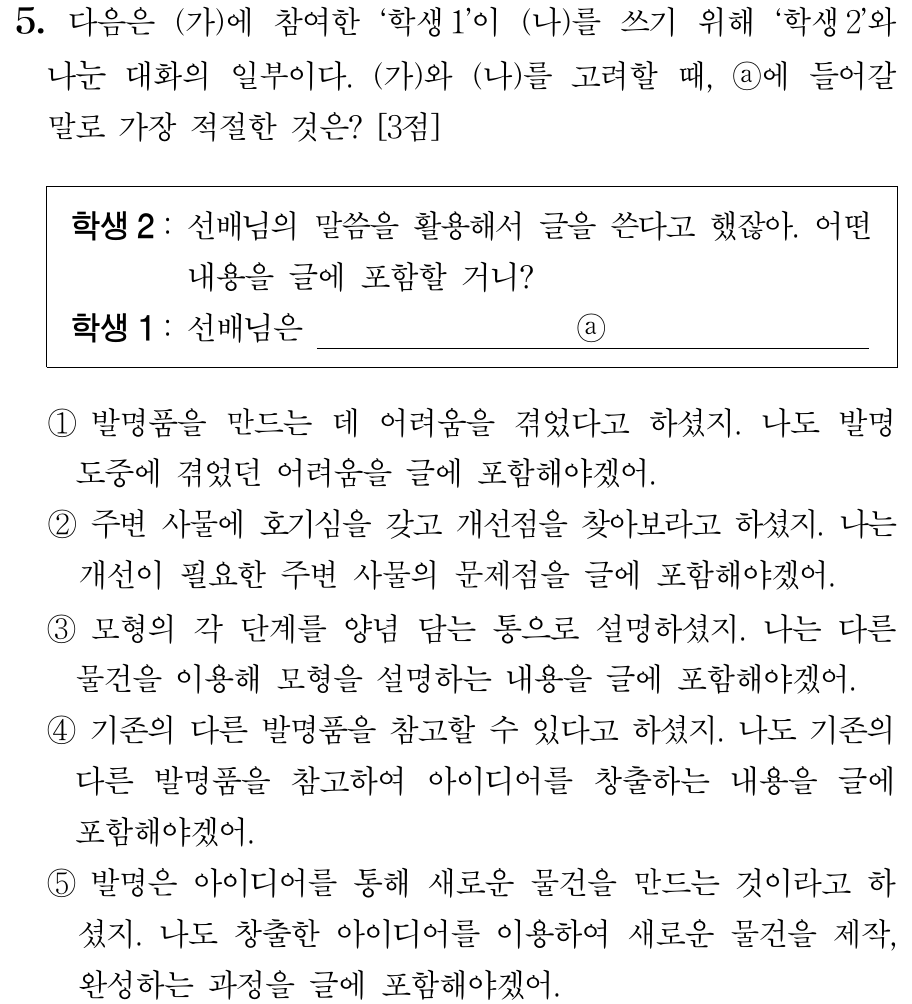 5. 다음은 (가)에 참여한 ‘학생 1’이 (나)를 쓰기 위해 ‘학생 2’와
나눈 대화의 일부이다. (가)와 (나)를 고려할 때, ⓐ에 들어갈
말로 가장 적절한 것은? [3점]
학생 2 : 선배님의 말씀을 활용해서 글을 쓴다고 했잖아. 어떤
내용을 글에 포함할 거니?
학생 1 : 선배님은 ⓐ
① 발명품을 만드는 데 어려움을 겪었다고 하셨지. 나도 발명
도중에 겪었던 어려움을 글에 포함해야겠어.
② 주변 사물에 호기심을 갖고 개선점을 찾아보라고 하셨지. 나는
개선이 필요한 주변 사물의 문제점을 글에 포함해야겠어.
③ 모형의 각 단계를 양념 담는 통으로 설명하셨지. 나는 다른
물건을 이용해 모형을 설명하는 내용을 글에 포함해야겠어.
④ 기존의 다른 발명품을 참고할 수 있다고 하셨지. 나도 기존의
다른 발명품을 참고하여 아이디어를 창출하는 내용을 글에
포함해야겠어.
⑤ 발명은 아이디어를 통해 새로운 물건을 만드는 것이라고 하
셨지. 나도 창출한 아이디어를 이용하여 새로운 물건을 제작,
완성하는 과정을 글에 포함해야겠어.